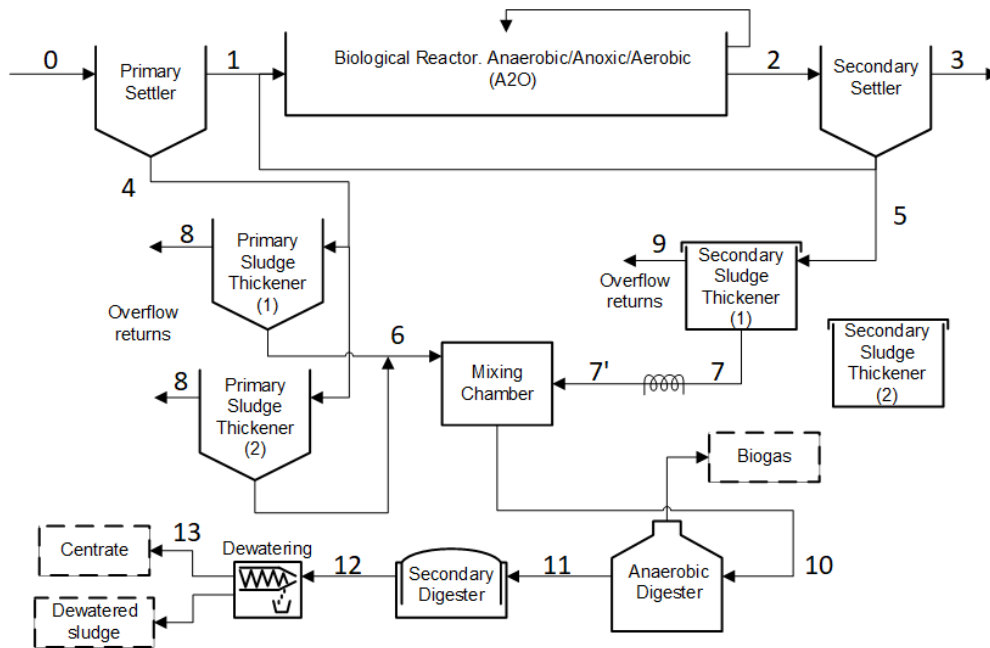 0
Primary
Settler
1
Biological Reactor. Anaerobic/Anoxic/Aerobic
(A2O)
2
Secondary
Settler
3
4
5
8
Primary
Sludge
Thickener
(1)
Overflow
returns
9
Overflow
returns
Secondary
Sludge
Thickener
(1)
Secondary
Sludge
Thickener
(2)
6
Mixing
Chamber
7'
7
8
Primary
Sludge
Thickener
(2)
Biogas
13
Centrate
Dewatering
12
Secondary
Digester
11
Anaerobic
Digester
10
Dewatered
sludge